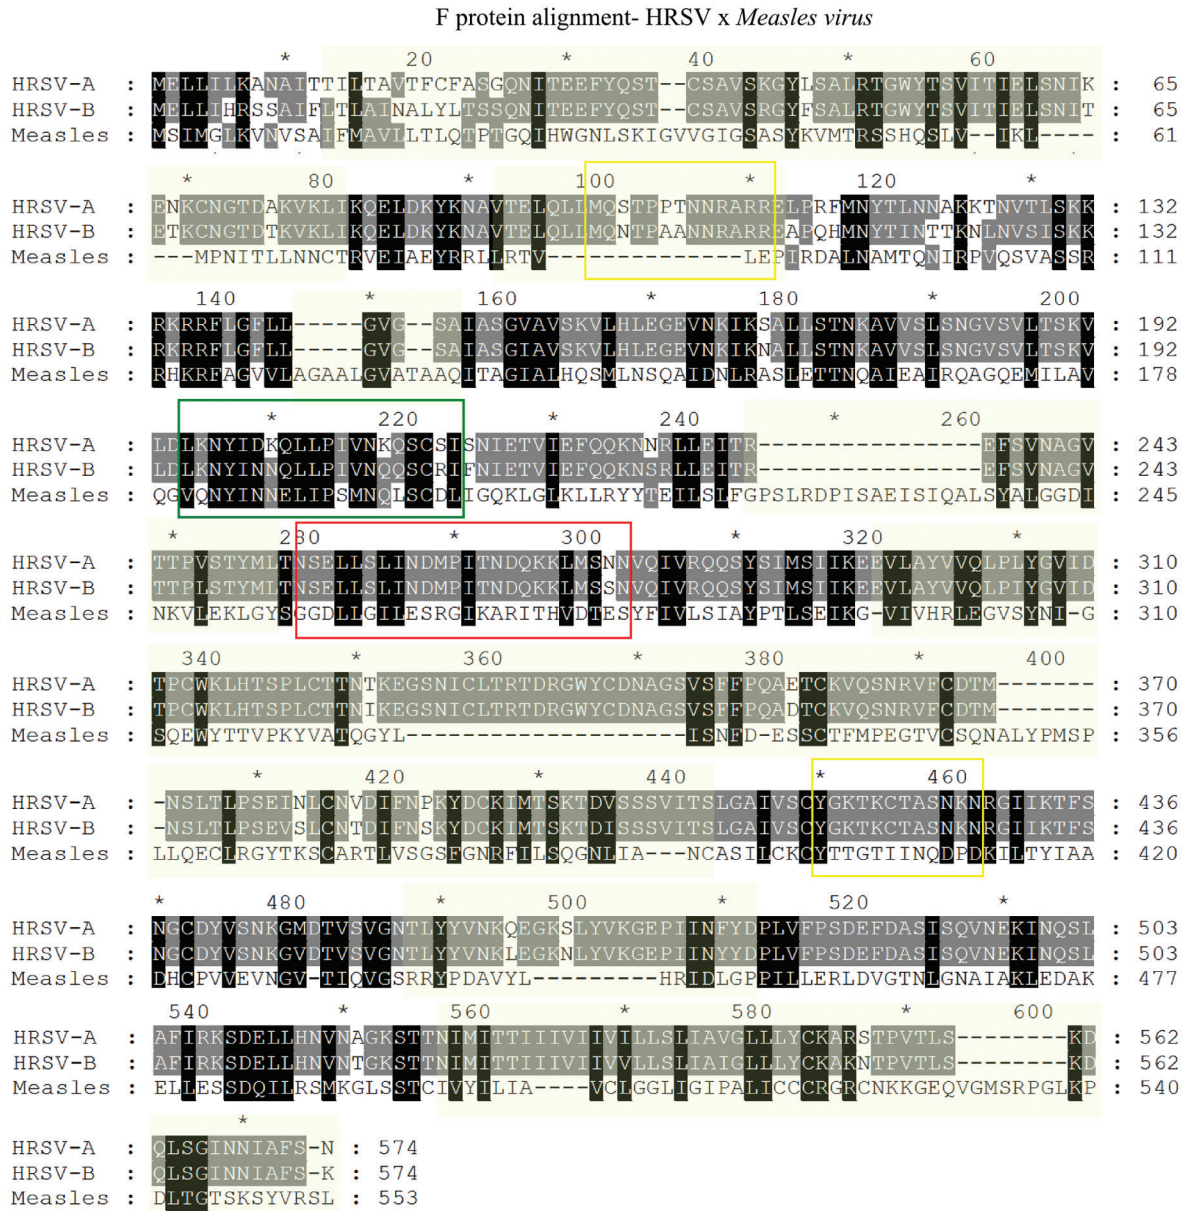 F protein alignment- HRSV x Measles virus
* 20 * 40 * 60
HRSV-A : MELLILKANAITTILTAVTFCFASGQNITEEFYQST--CSAVSKGYLSALRTGWYTSVITIELSNIK : 65
HRSV-B : MELLIHRSSAIFLTLAINALYLTSSQNITEEFYQST--CSAVSRGYFSALRTGWYTSVITIELSNIT : 65
Measles : MSIMGLKVNVSAIFMAVLLTLQTPTGQIHWGNLSKIGVVGIGSASYKVMTRSSHQSLV--IKL---- : 61
* 80 * 100 * 120 *
HRSV-A : ENKCNGTDAKVKLIKQELDKYKNAVTELQLLMQSTPPTNNRARRELPRFMNYTLNNAKKTNVTLSKK : 132
HRSV-B : ETKCNGTDTKVKLIKQELDKYKNAVTELQLLMQNTPAANNRARREAPQHMNYTINTTKNLNVSISKK : 132
Measles : ---MPNITLLNNCTRVEIAEYRRLLRTV--------------LEPIRDALNAMTQNIRPVQSVASSR : 111
140 * 160 * 180 * 202
HRSV-A : RKRRFLGFLL-----GVG--SAIASGVAVSKVLHLEGEVNKIKSALLSTNKAVVSLSNGVSVLTSKV : 192
HRSV-B : RKRRFLGFLL-----GVG--SAIASGIAVSKVLHLEGEVNKIKNALLSTNKAVVSLSNGVSVLTSKV : 192
Measles : RHKRFAGVVLAGAALGVATAAQITAGIALHQSMLNSQAIDNLRASLETTNQAIEAIRQAGQEMILAV : 178
* 220 * 240 * 260
HRSV-A : LDLKNYIDKQLLPIVNKQSCSISNIETVIEFQQKNNRLLEITR----------------EFSVNAGV : 243
HRSV-B : LDLKNYINNQLLPIVNQQSCRIFNIETVIEFQQKNSRLLEITR----------------EFSVNAGV : 243
Measles : QGVQNYINNELIPSMNQLSCDLIGQKLGLKLLRYYTEILSLFGPSLRDPISAEISIQALSYALGGDI : 245
* 280 * 300 * 320 *
HRSV-A : TTPVSTYMLTNSELLSLINDMPITNDQKKLMSNNVQIVRQQSYSIMSIIKEEVLAYVVQLPLYGVID : 310
HRSV-B : TTPLSTYMLTNSELLSLINDMPITNDQKKLMSSNVQIVRQQSYSIMSIIKEEVLAYVVQLPIYGVID : 310
Measles : NKVLEKLGYSGGDLLGILESRGIKARITHVDTESYFIVLSIAYPTLSEIKG-VIVHRLEGVSYNI-G : 310
340 * 360 * 380 * 400
HRSV-A : TPCWKLHTSPLCTTNTKEGSNICLTRTDRGWYCDNAGSVSFFPQAETCKVQSNRVFCDTM------- : 370
HRSV-B : TPCWKLHTSPLCTTNIKEGSNICLTRTDRGWYCDNAGSVSFFPQADTCKVQSNRVFCDTM------- : 370
Measles : SQEWYTTVPKYVATQGYL-------------------ISNFD-ESSCTFMPEGTVCSQNALYPMSP : 356
* 420 * 440 * 460
HRSV-A : -NSLTLPSEINLCNVDIFNPKYDCKIMTSKTDVSSSVITSLGAIVSCYGKTKCTASNKNRGIIKTFS : 436
HRSV-B : -NSLTLPSEVSLCNTDIFNSKYDCKIMTSKTDISSSVITSLGAIVSCYGKTKCTASNKNRGIIKTFS : 436
Measles : LLQECLRGYTKSCARTLVSGSFGNRFILSQGNLIA---NCASILCKCYTTGTIINQDPDKILTYIAA : 420
* 480 * 500 * 520 *
HRSV-A : NGCDYVSNKGMDTVSVGNTLYYVNKQEGKSLYVKGEPIINFYDPLVFPSDEFDASISQVNEKINQSL : 503
HRSV-B : NGCDYVSNKGVDTVSVGNTLYYVNKLEGKNLYVKGEPIINYYDPLVFPSDEFDASISQVNEKINQSL : 503
Measles : DHCPVVEVNGV-TIQVGSRRYPDAVYL---------HRIDLGPPILLERLDVGTNLGNAIAKLEDAK : 477
540 * 560 * 580 * 600
HRSV-A : AFIRKSDELLHNVNAGKSTTNIMITTIIIVIIVILLSLIAVGLLLYCKARSTPVTLS--------KD : 562
HRSV-B : AFIRKSDELLHNVNTGKSTTNIMITTIIIVIIVVLLSLIAIGLLLYCKAKNTPVTLS--------KD : 562
Measles : ELLESSDQILRSMKGLSSTCIVYILIA----VCLGGLIGIPALICCCRGRCNKKGEQVGMSRPGLKP : 540
*
HRSV-A : QLSGINNIAFS-N : 574
HRSV-B : QLSGINNIAFS-K : 574
Measles : DLTGTSKSYVRSL : 553